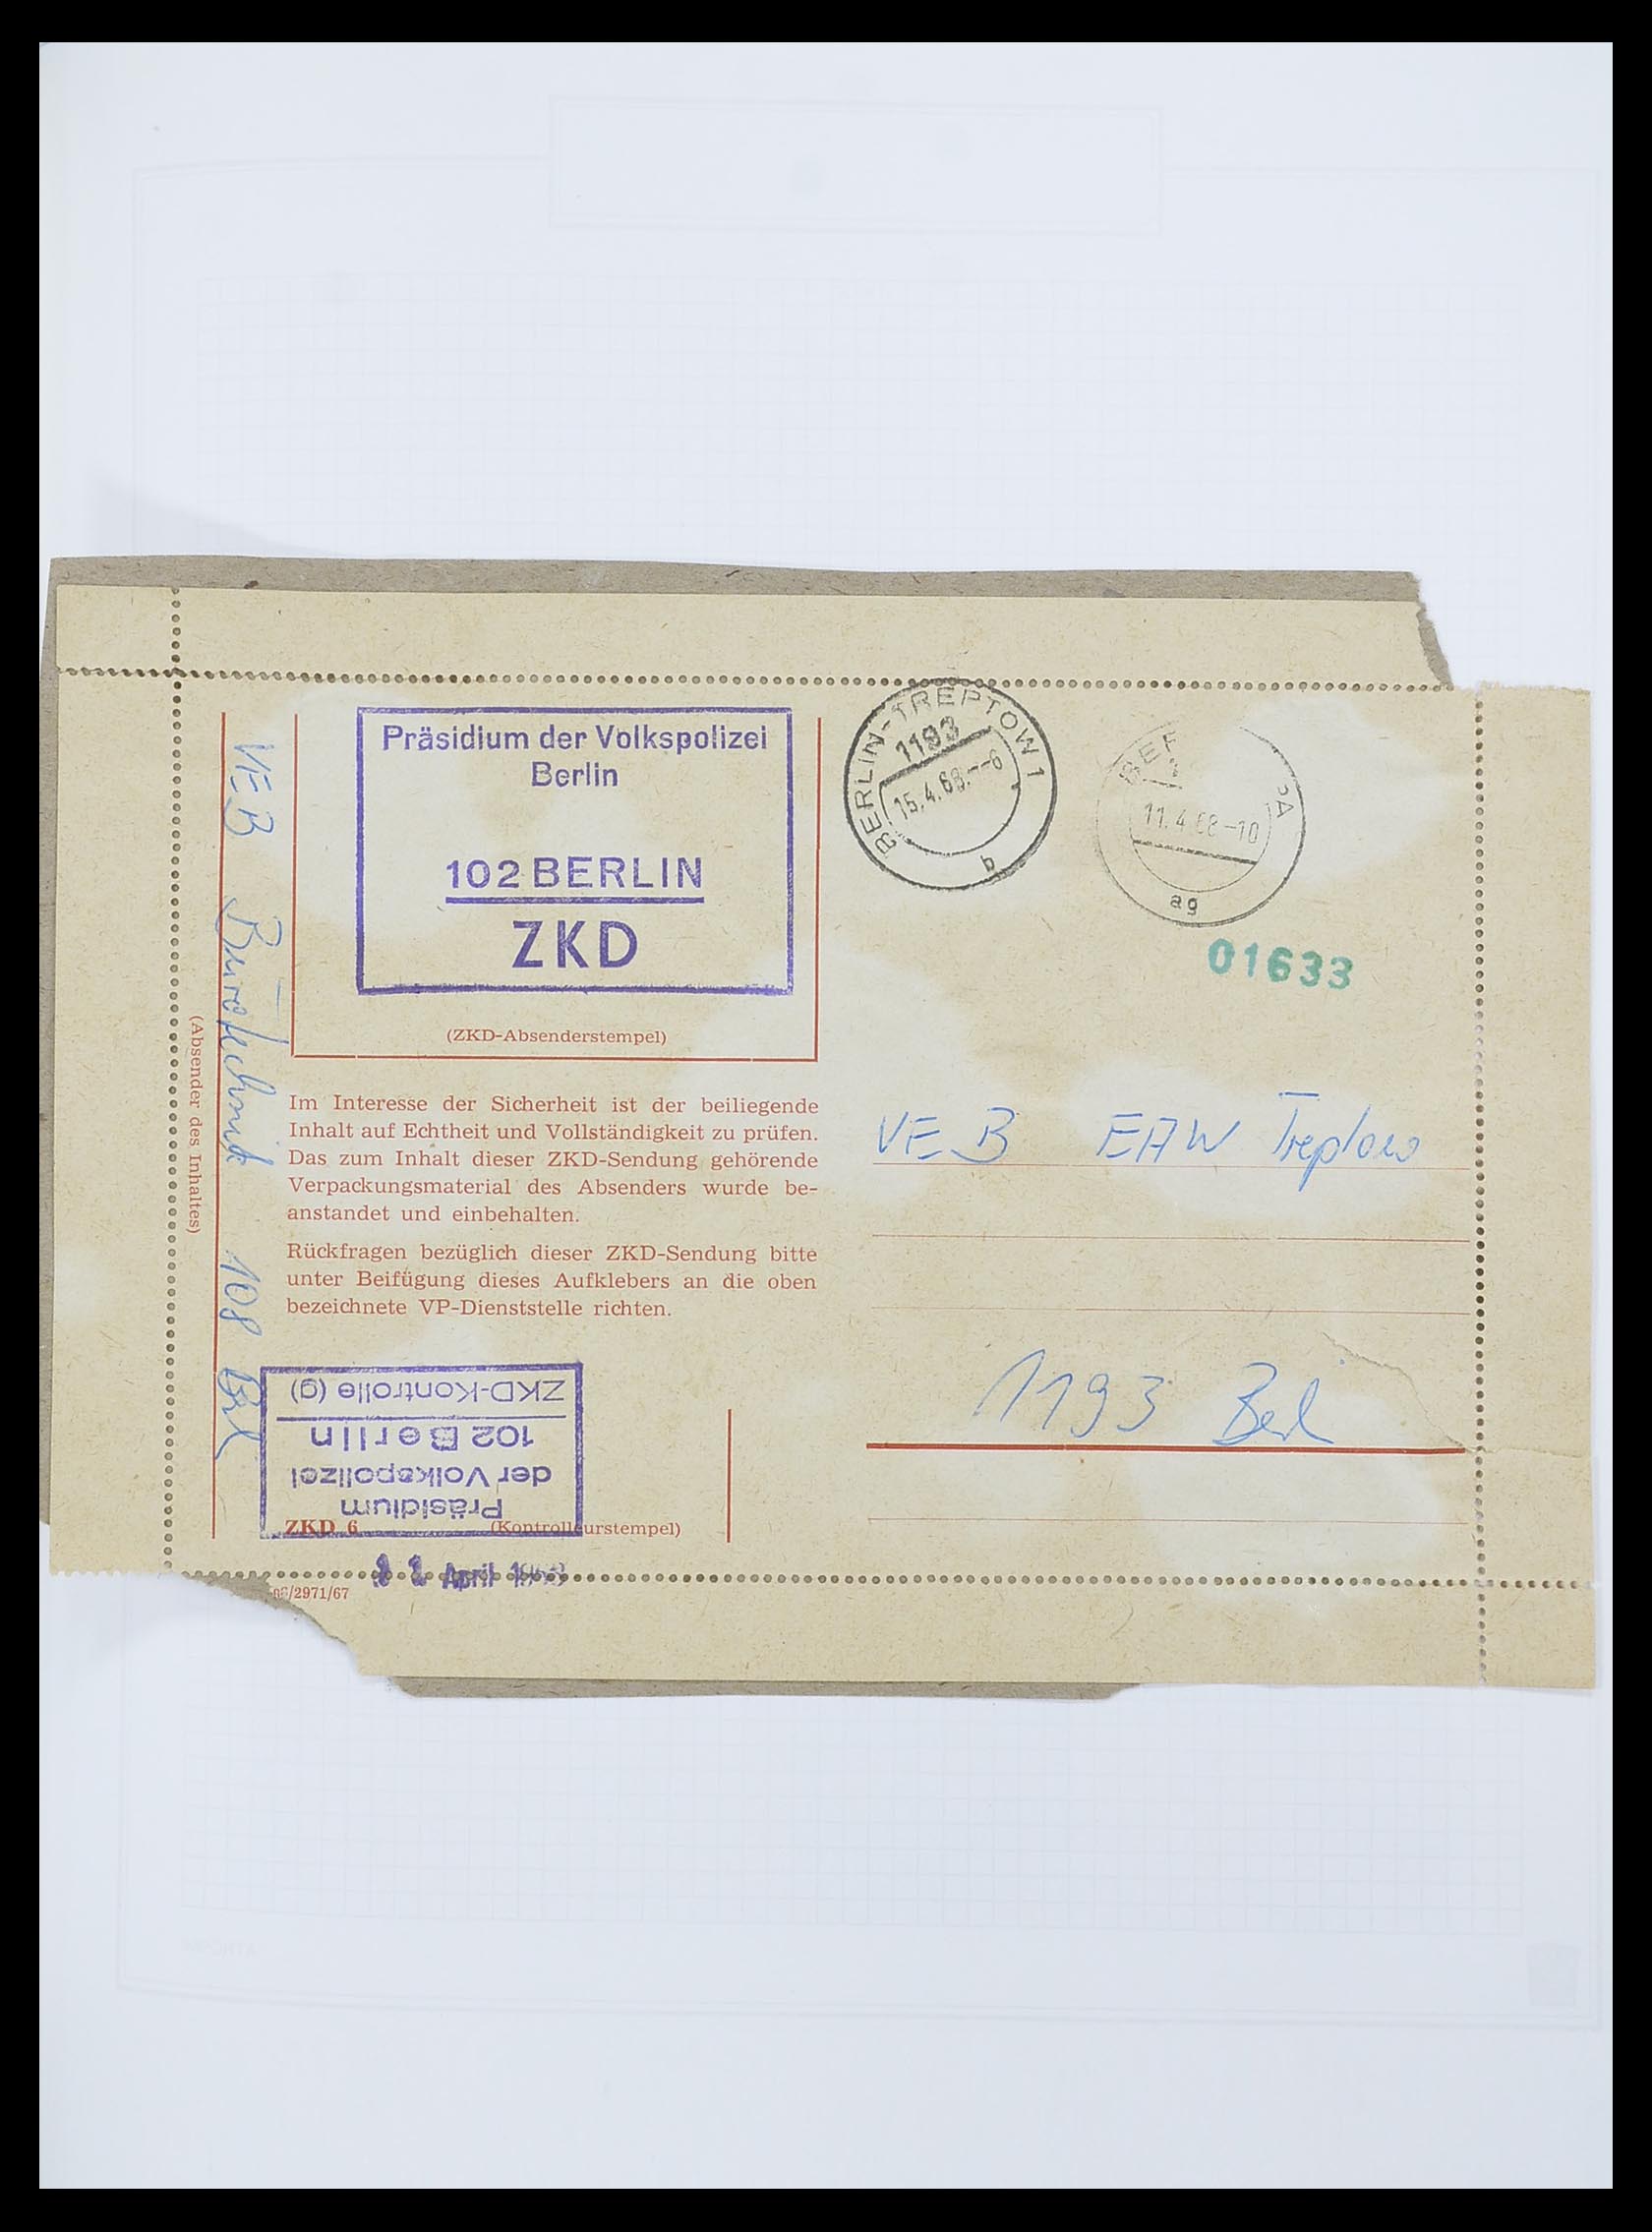 Präsidium der Volkspolizei
Berlin
102 BERLIN
ZKD
(ZKD-Absenderstempel)
BERLIN-TREPTOW 1
1193
15.4.68.--8
b
11.4.68-10
ag
01633
VEB Bürotechnik 108 Bln
(Absender des Inhaltes)
Im Interesse der Sicherheit ist der beiliegende
Inhalt auf Echtheit und Vollständigkeit zu prüfen.
Das zum Inhalt dieser ZKD-Sendung gehörende
Verpackungsmaterial des Absenders wurde be-
anstandet und einbehalten.
Rückfragen bezüglich dieser ZKD-Sendung bitte
unter Beifügung dieses Aufklebers an die oben
bezeichnete VP-Dienststelle richten.
VEB EAW Treptow
1193 Berl
Präsidium
der Volkspolizei
102 Berlin
ZKD-Kontrolle (g)
ZKD 6 (Kontrolleurstempel)
April
/2971/67